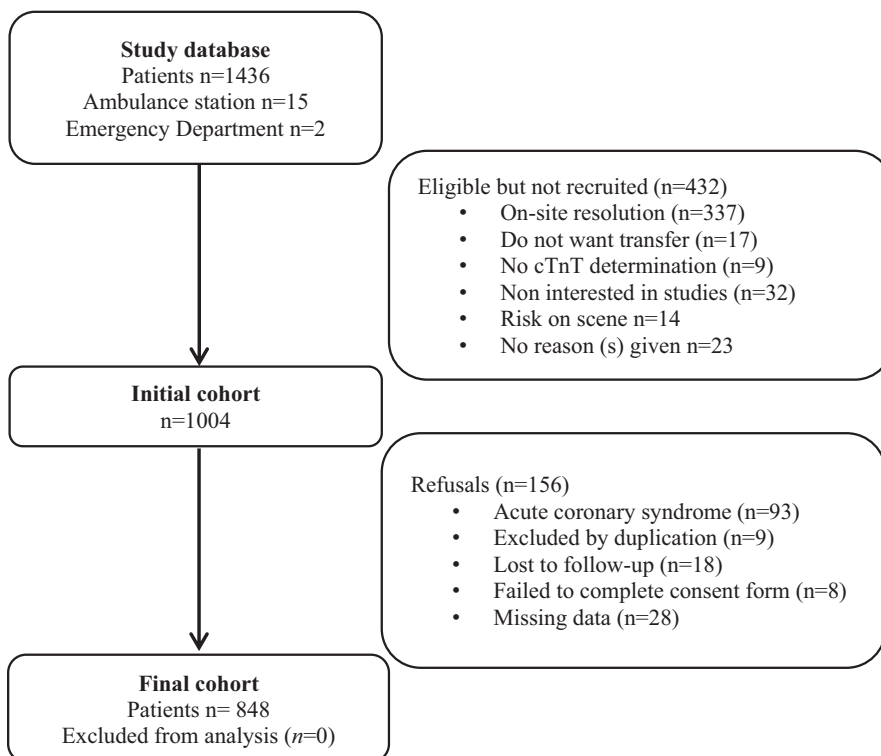 Study database
Patients n=1436
Ambulance station n=15
Emergency Department n=2
Eligible but not recruited (n=432)
• On-site resolution (n=337)
• Do not want transfer (n=17)
• No cTnT determination (n=9)
• Non interested in studies (n=32)
• Risk on scene n=14
• No reason (s) given n=23
Initial cohort
n=1004
Refusals (n=156)
• Acute coronary syndrome (n=93)
• Excluded by duplication (n=9)
• Lost to follow-up (n=18)
• Failed to complete consent form (n=8)
• Missing data (n=28)
Final cohort
Patients n= 848
Excluded from analysis (n=0)